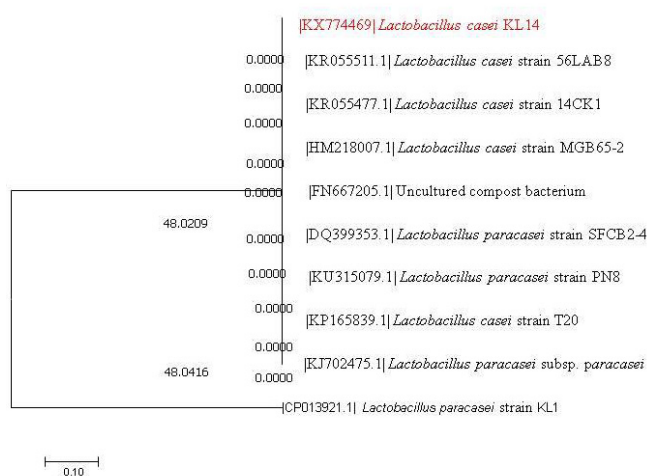 |KX774469| Lactobacillus casei KL14
0.0000
|KR055511.1| Lactobacillus casei strain 56LAB8
0.0000
|KR055477.1| Lactobacillus casei strain 14CK1
0.0000
|HM218007.1| Lactobacillus casei strain MGB65-2
0.0000
|FN667205.1| Uncultured compost bacterium
0.0000
48.0209
|DQ399353.1| Lactobacillus paracasei strain SFCB2-4
0.0000
|KU315079.1| Lactobacillus paracasei strain PN8
0.0000
|KP165839.1| Lactobacillus casei strain T20
0.0000
0.0000
|KJ702475.1| Lactobacillus paracasei subsp. paracasei
48.0416
0.0000
|CP013921.1| Lactobacillus paracasei strain KL1
0.10